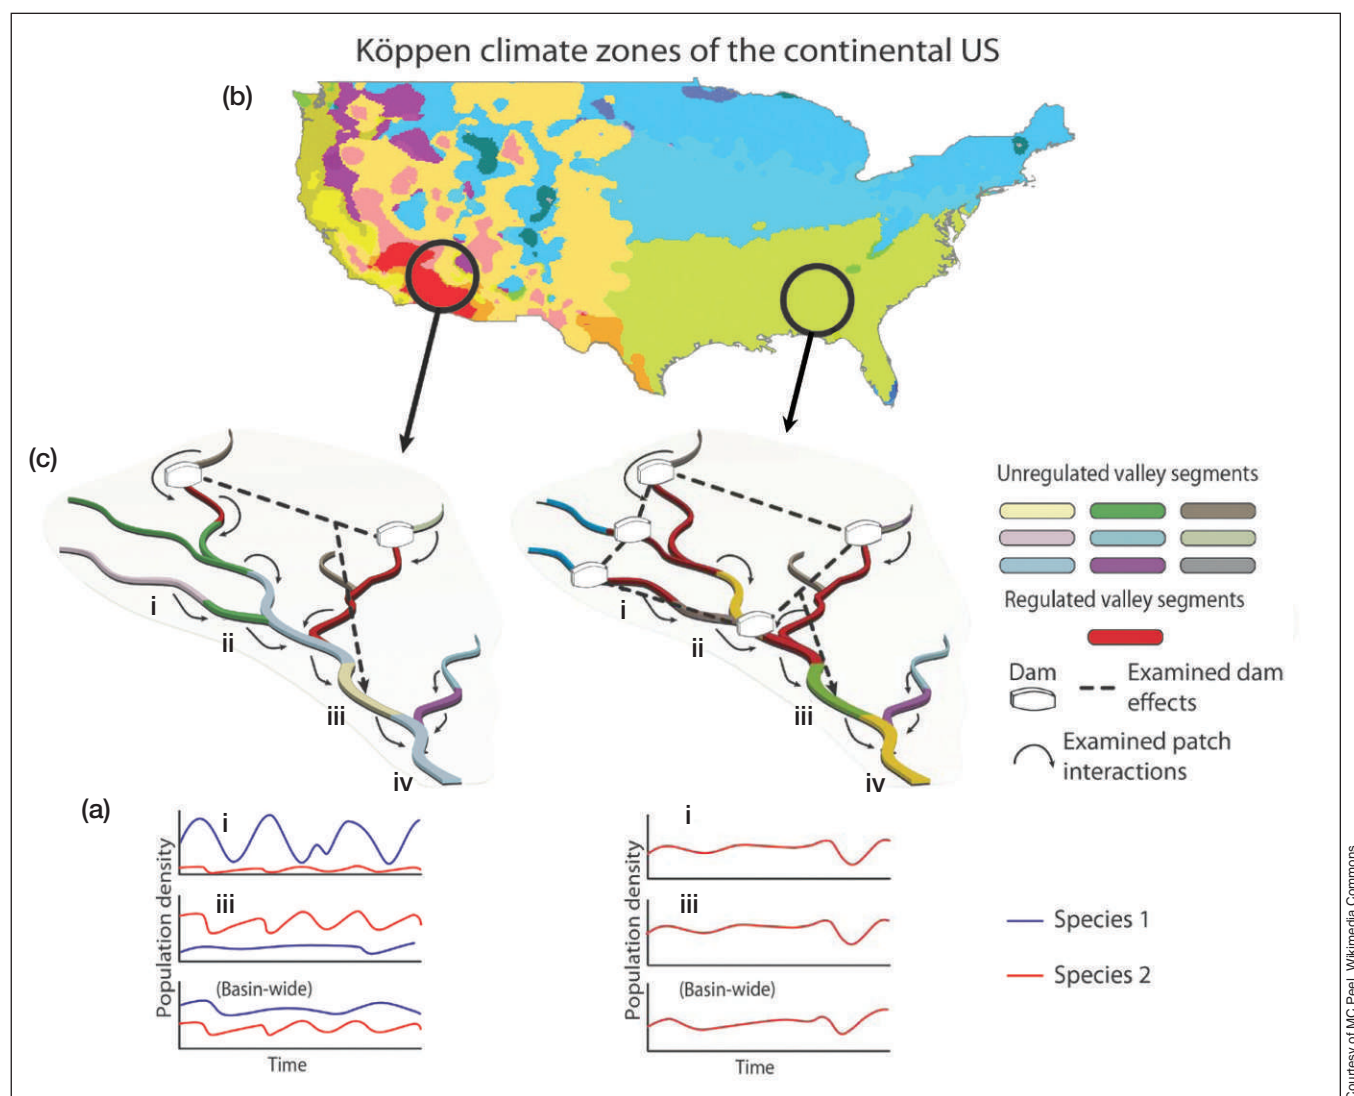 Köppen climate zones of the continental US
(b)
(c)
i
ii
iii
iv
i
ii
iii
iv
Unregulated valley segments
Regulated valley segments
Dam
Examined dam
effects
Examined patch
interactions
(a)
Population density
i
iii
(Basin-wide)
Time
Population density
i
iii
(Basin-wide)
Time
Species 1
Species 2
Courtesy of MC Peel, Wikimedia Commons